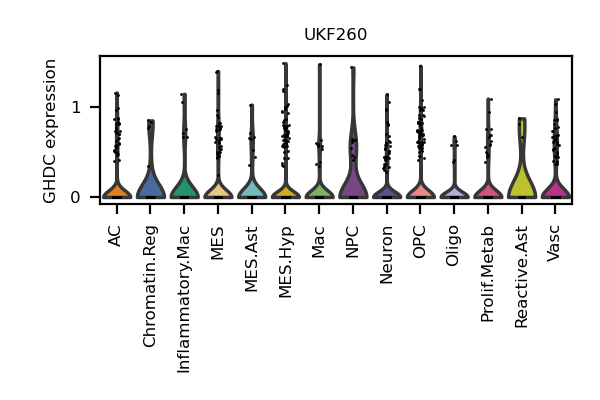 UKF260
GHDC expression
1
0
AC
Chromatin.Reg
Inflammatory.Mac
MES
MES.Ast
MES.Hyp
Mac
NPC
Neuron
OPC
Oligo
Prolif.Metab
Reactive.Ast
Vasc